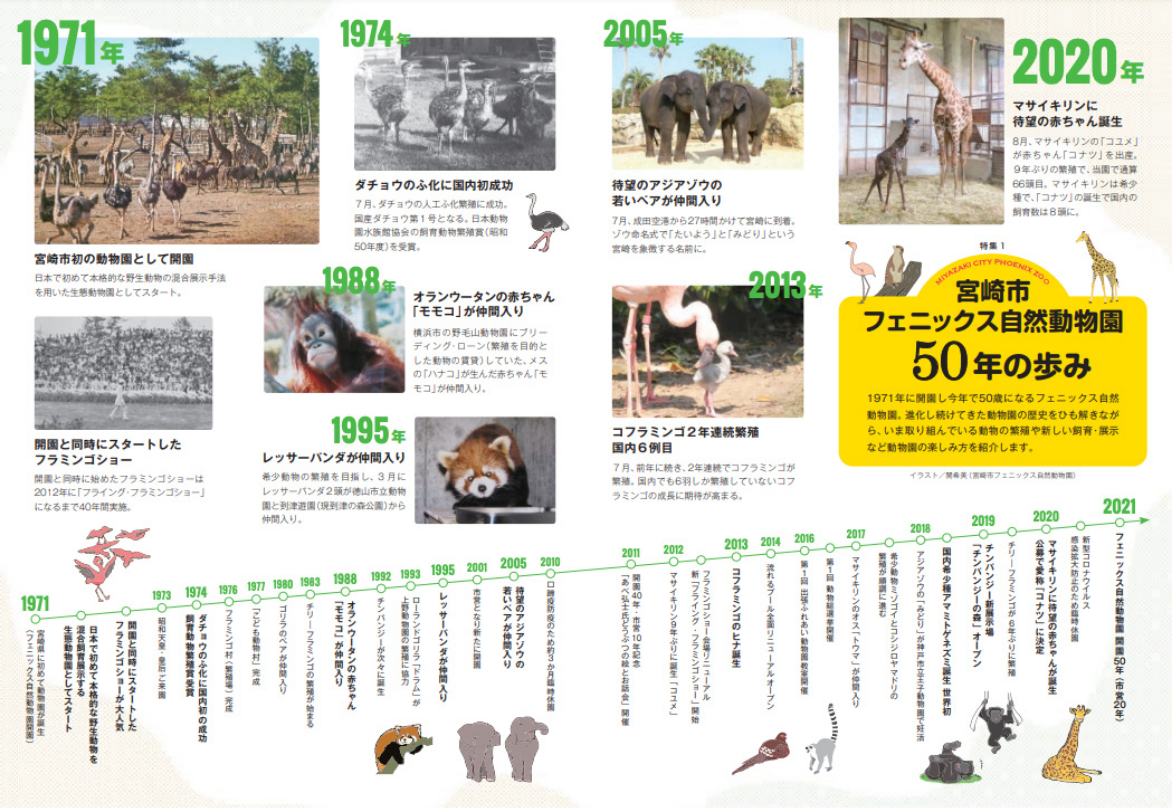 1971年
宮崎市初の動物園として開園
日本で初めて本格的な野生動物の混合展示手法
を用いた生態動物園としてスタート。
開園と同時にスタートした
フラミンゴショー
開園と同時に始めたフラミンゴショーは
2012年に「フライング・フラミンゴショー」
になるまで40年間実施。
1974年
ダチョウのふ化に国内初成功
7月、ダチョウの人工ふ化繁殖に成功。
国産ダチョウ第1号となる。日本動物
園水族館協会の飼育動物繁殖賞(昭和
50年度)を受賞。
1988年
オランウータンの赤ちゃん
「モモコ」が仲間入り
横浜市の野毛山動物園にブリー
ディング・ローン(繁殖を目的と
した動物の賃貸)していた、メス
の「ハナコ」が生んだ赤ちゃん「モ
モコ」が仲間入り。
1995年
レッサーパンダが仲間入り
希少動物の繁殖を目指し、3月に
レッサーパンダ2頭が徳山市立動物
園と到津遊園(現到津の森公園)から
仲間入り。
2005年
待望のアジアゾウの
若いペアが仲間入り
7月、成田空港から27時間かけて宮崎に到着。
ゾウ命名式で「たいよう」と「みどり」という
宮崎を象徴する名前に。
2013年
コフラミンゴ2年連続繁殖
国内6例目
7月、前年に続き、2年連続でコフラミンゴが
繁殖。国内でも6羽しか繁殖していないコフ
ラミンゴの成長に期待が高まる。
2020年
マサイキリンに
待望の赤ちゃん誕生
8月、マサイキリンの「コユメ」
が赤ちゃん「コナツ」を出産。
9年ぶりの繁殖で、当園で通算
66頭目。マサイキリンは希少
種で、「コナツ」の誕生で国内の
飼育数は8頭に。
特集1
MIYAZAKI CITY PHOENIX ZOO
宮崎市
フェニックス自然動物園
50年の歩み
1971年に開園し今年で50歳になるフェニックス自然
動物園。進化し続けてきた動物園の歴史をひも解きなが
ら、いま取り組んでいる動物の繁殖や新しい飼育・展示
など動物園の楽しみ方を紹介します。
イラスト/関希美(宮崎市フェニックス自然動物園)
1971
宮崎県に初めて動物園が誕生
(フェニックス自然動物園開園)
日本で初めて本格的な野生動物を
混合飼育展示する
生態動物園としてスタート
開園と同時にスタートした
フラミンゴショーが大人気
1973
昭和天皇・皇后ご来園
1974
ダチョウのふ化に国内初の成功
飼育動物繁殖賞受賞
1976
フラミンゴ村(繁殖場)完成
1977
「こども動物村」完成
1980
ゴリラのペアが仲間入り
1983
チリーフラミンゴの繁殖が始まる
1988
オランウータンの赤ちゃん
「モモコ」が仲間入り
1992
チンパンジーが次々に誕生
1993
ローランドゴリラ「ドラム」が
上野動物園の繁殖に協力
1995
レッサーパンダが仲間入り
2001
市営となり新たに開園
2005
待望のアジアゾウの
若いペアが仲間入り
2010
口蹄疫防疫のため約3か月臨時休園
2011
開園40年・市営10年記念
「あべ弘士氏どうぶつの絵とお話会」開催
2012
マサイキリン9年ぶりに誕生「コユメ」
フラミンゴショー会場リニューアル
新「フライング・フラミンゴショー」開始
2013
コフラミンゴのヒナ誕生
2014
流れるプール全面リニューアルオープン
2016
第1回 出張ふれあい動物園教室開催
第1回 動物総選挙開催
2017
マサイキリンのオス「トウマ」が仲間入り
希少動物ミゾゴイとコシジロヤマドリの
繁殖が順調に進む
2018
アジアゾウの「みどり」が神戸市立王子動物園で妊活
国内希少種アマミトゲネズミ誕生 世界初
2019
チンパンジー新展示場
「チンパンジーの森」オープン
チリーフラミンゴが6年ぶりに繁殖
2020
マサイキリンに待望の赤ちゃんが誕生
公募で愛称「コナツ」に決定
新型コロナウイルス
感染拡大防止のため臨時休園
2021
フェニックス自然動物園 開園50年(市営20年)